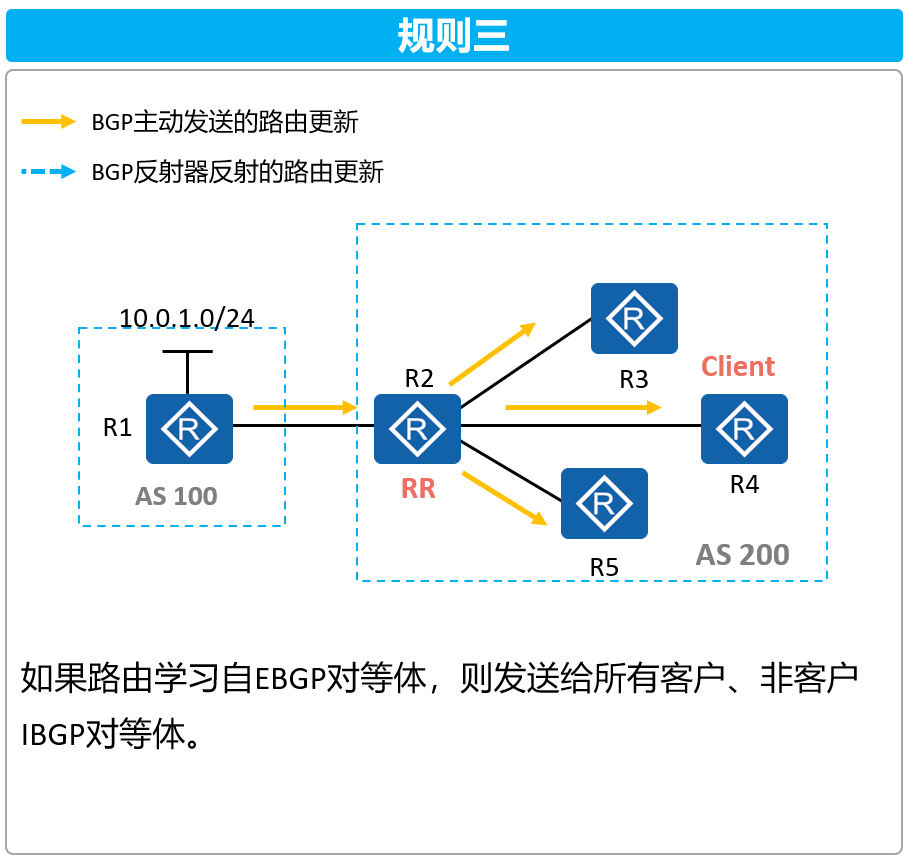 规则三
BGP主动发送的路由更新
BGP反射器反射的路由更新
10.0.1.0/24
R
R3
Client
R2
R1
R
R
R
AS 100
RR
R4
R
R5
AS 200
如果路由学习自EBGP对等体，则发送给所有客户、非客户
IBGP对等体。